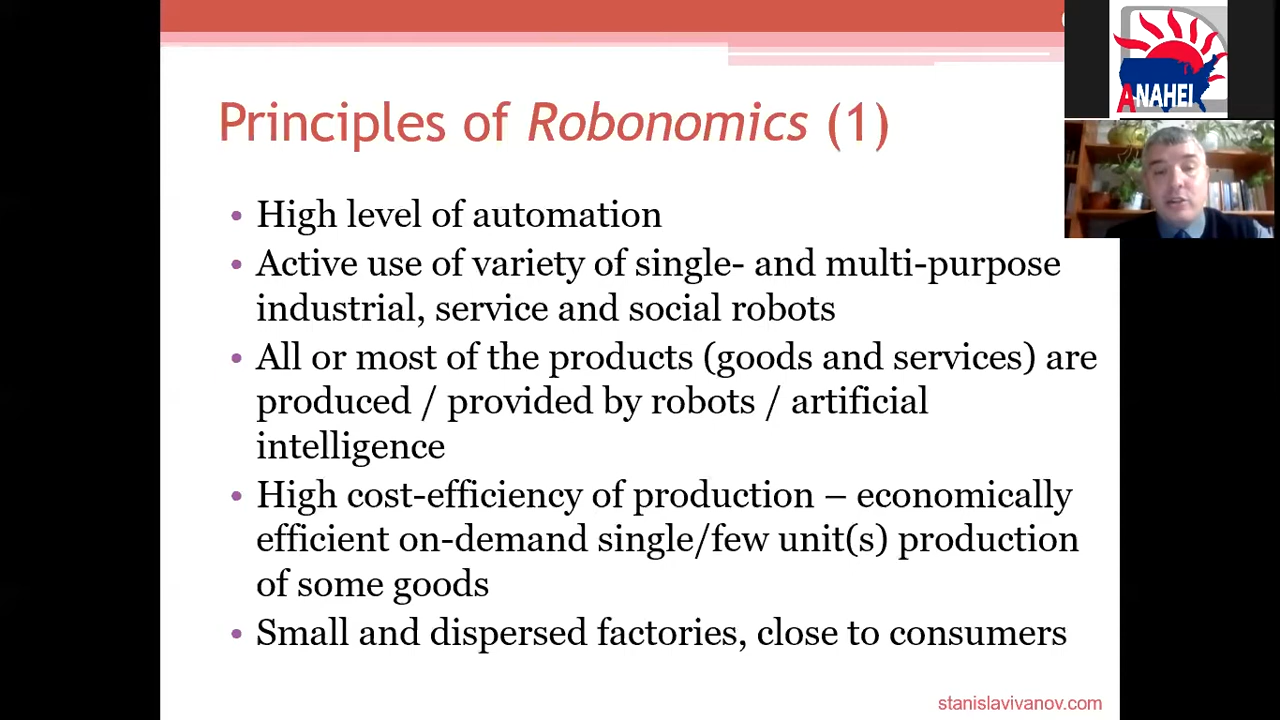 Principles of Robonomics (1)
• High level of automation
• Active use of variety of single- and multi-purpose
industrial, service and social robots
• All or most of the products (goods and services) are
produced / provided by robots / artificial
intelligence
• High cost-efficiency of production – economically
efficient on-demand single/few unit(s) production
of some goods
• Small and dispersed factories, close to consumers
stanislavivanov.com
ANAHEI